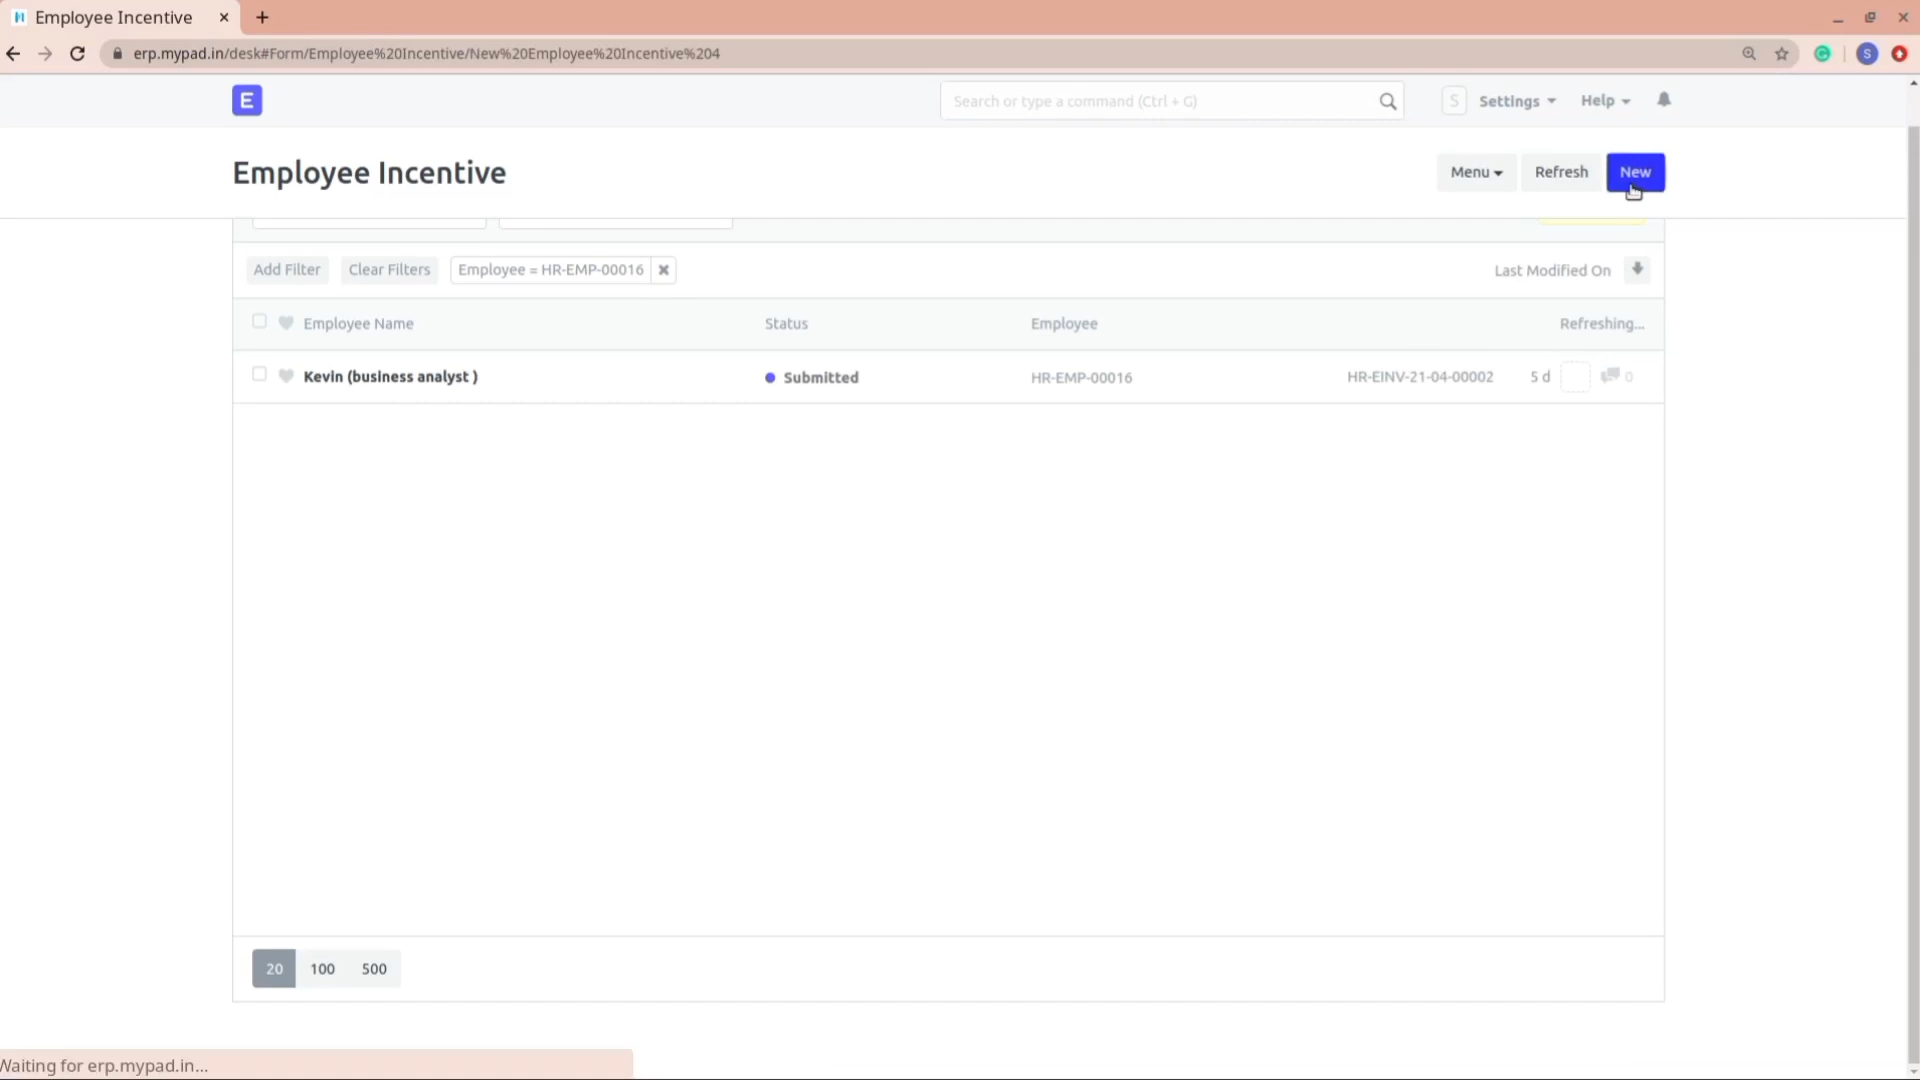 Employee Incentive
erp.mypad.in/desk#Form/Employee%20Incentive/New%20Employee%20Incentive%204
S
E
Search or type a command (Ctrl + G)
S
Settings
Help
Employee Incentive
Menu
Refresh
New
Add Filter
Clear Filters
Employee = HR-EMP-00016
Last Modified On
Employee Name
Status
Employee
Refreshing...
Kevin (business analyst )
Submitted
HR-EMP-00016
HR-EINV-21-04-00002
5 d
0
20
100
500
Waiting for erp.mypad.in...